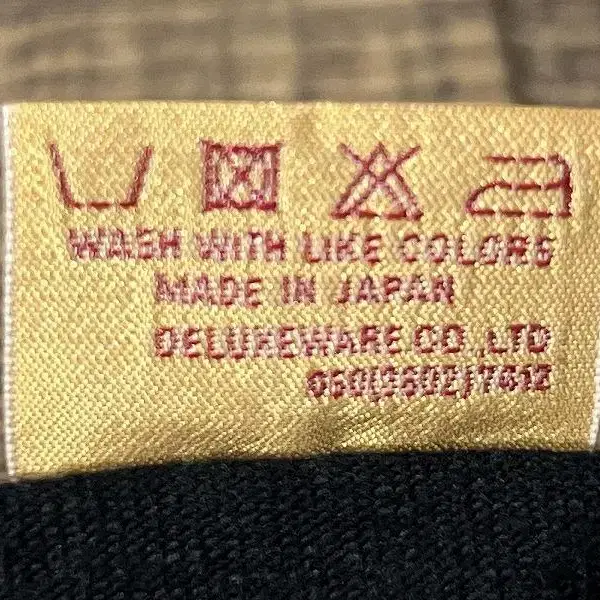 WASH WITH LIKE COLORS
MADE IN JAPAN
DELUXEWARE CO.,LTD